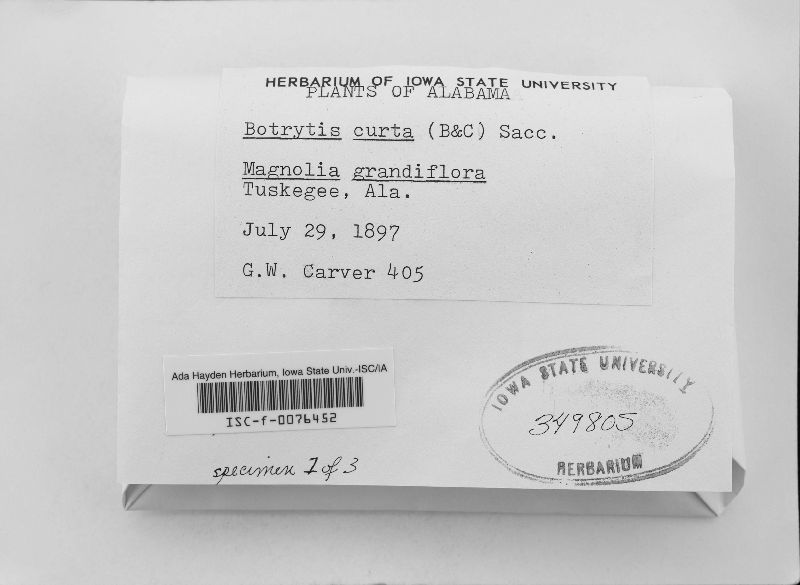 HERBARIUM OF IOWA STATE UNIVERSITY
PLANTS OF ALABAMA
Botrytis curta (B&C) Sacc.
Magnolia grandiflora
Tuskegee, Ala.
July 29, 1897
G.W. Carver 405
Ada Hayden Herbarium, Iowa State Univ.-ISC/IA
ISC-f-0076452
specimen 1 of 3
IOWA STATE UNIVERSITY
349805
HERBARIUM